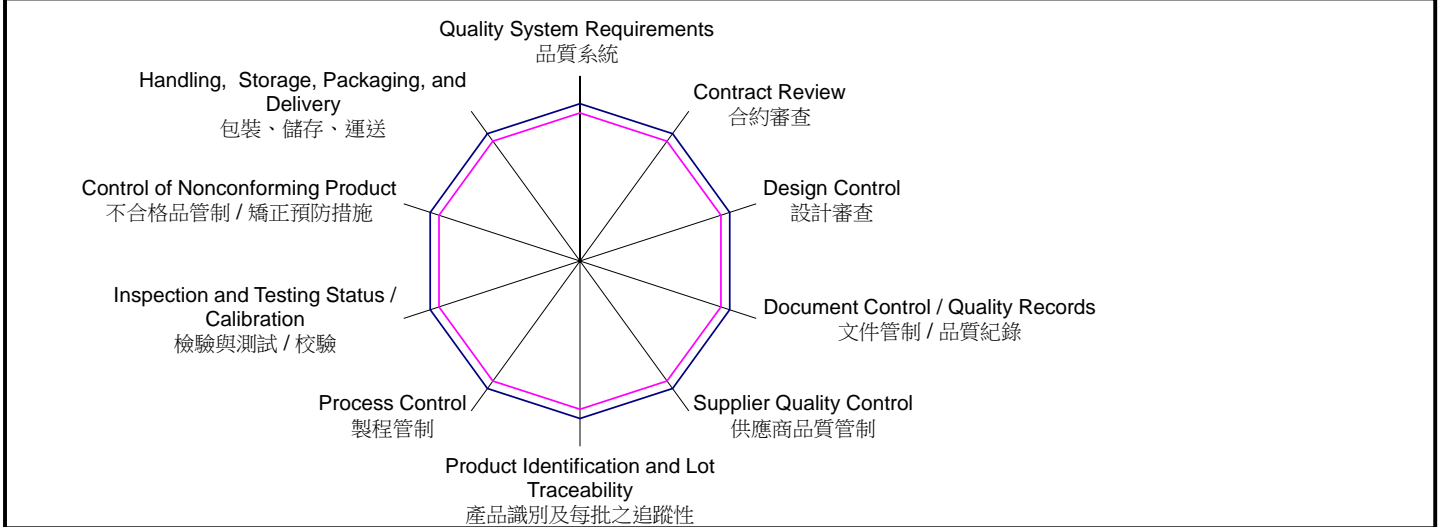 Quality System Requirements
品質系統
Contract Review
合約審查
Design Control
設計審查
Document Control / Quality Records
文件管制 / 品質紀錄
Supplier Quality Control
供應商品質管制
Product Identification and Lot
Traceability
產品識別及每批之追蹤性
Process Control
製程管制
Inspection and Testing Status /
Calibration
檢驗與測試 / 校驗
Control of Nonconforming Product
不合格品管制 / 矯正預防措施
Handling,  Storage, Packaging, and
Delivery
包裝、儲存、運送